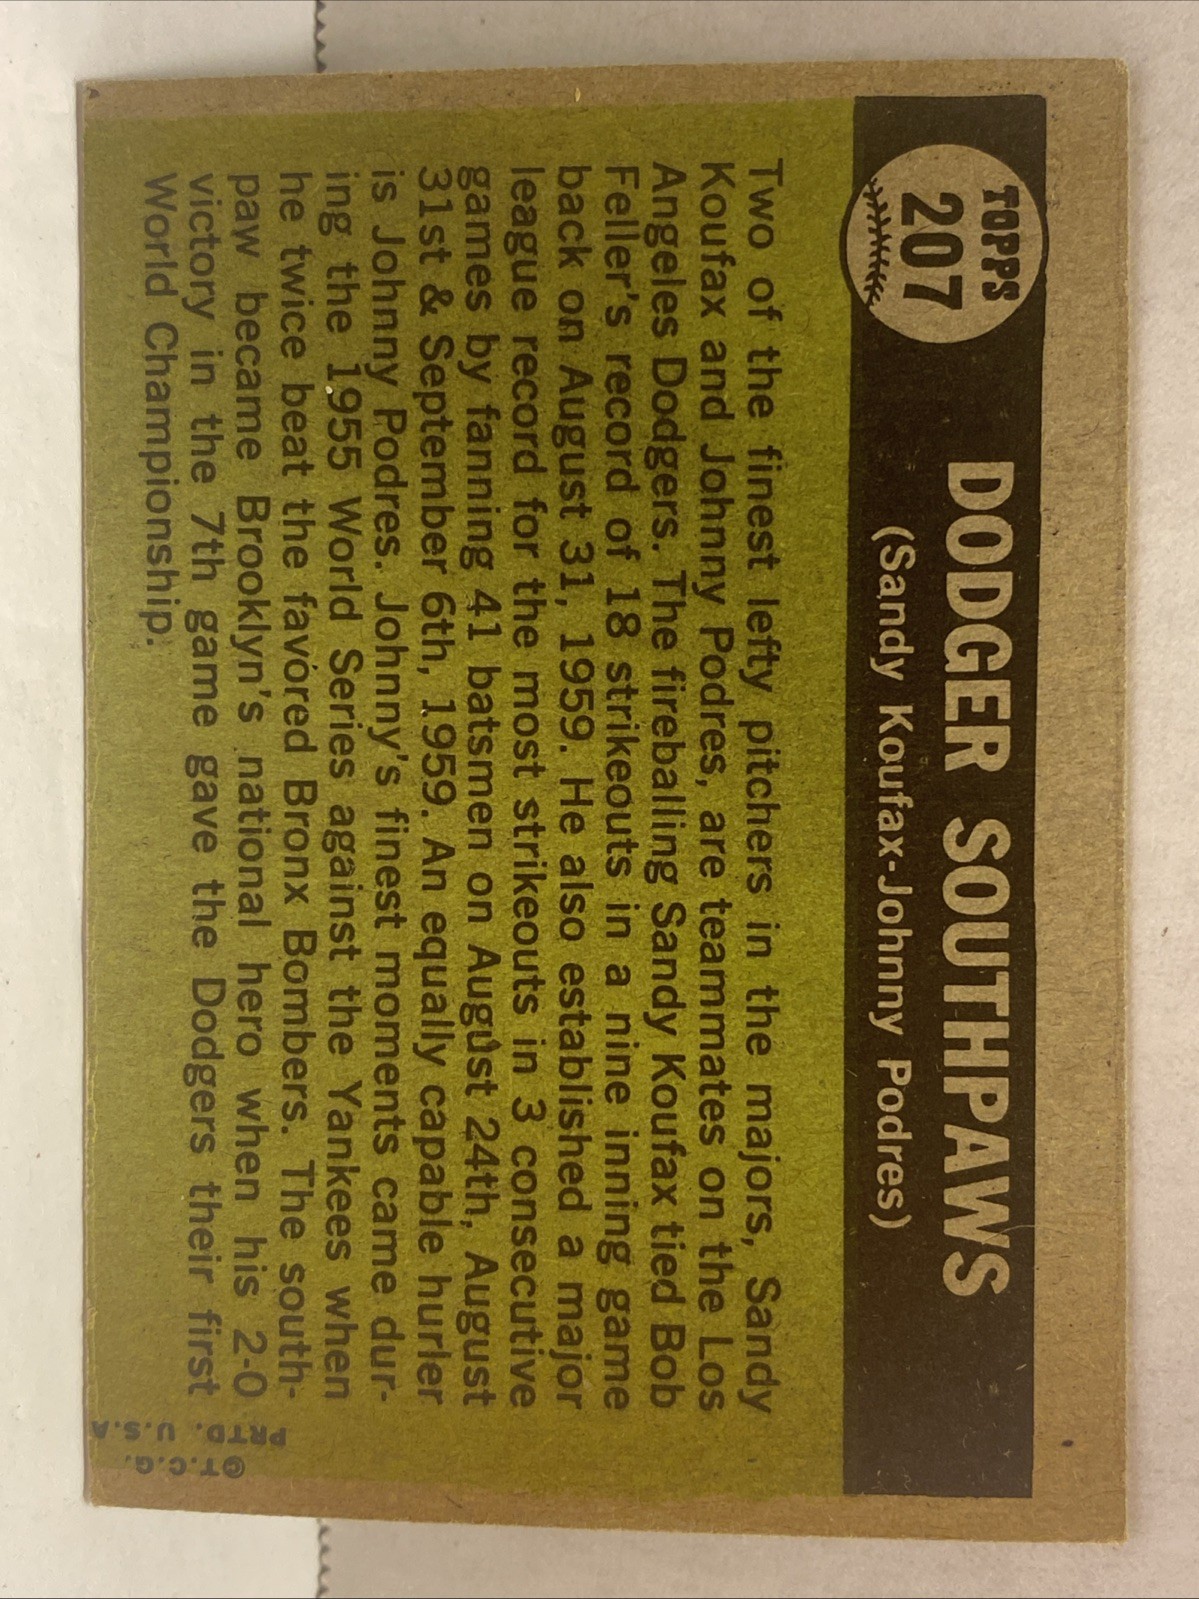 TOPPS
207
DODGER SOUTHPAWS
(Sandy Koufax-Johnny Podres)
Two of the finest lefty pitchers in the majors, Sandy
Koufax and Johnny Podres, are teammates on the Los
Angeles Dodgers. The fireballing Sandy Koufax tied Bob
Feller's record of 18 strikeouts in a nine inning game
back on August 31, 1959. He also established a major
league record for the most strikeouts in 3 consecutive
games by fanning 41 batsmen on August 24th, August
31st & September 6th, 1959. An equally capable hurler
is Johnny Podres. Johnny's finest moments came dur-
ing the 1955 World Series against the Yankees when
he twice beat the favored Bronx Bombers. The south-
paw became Brooklyn's national hero when his 2-0
victory in the 7th game gave the Dodgers their first
World Championship.
©T.C.G.
PRTD. U.S.A